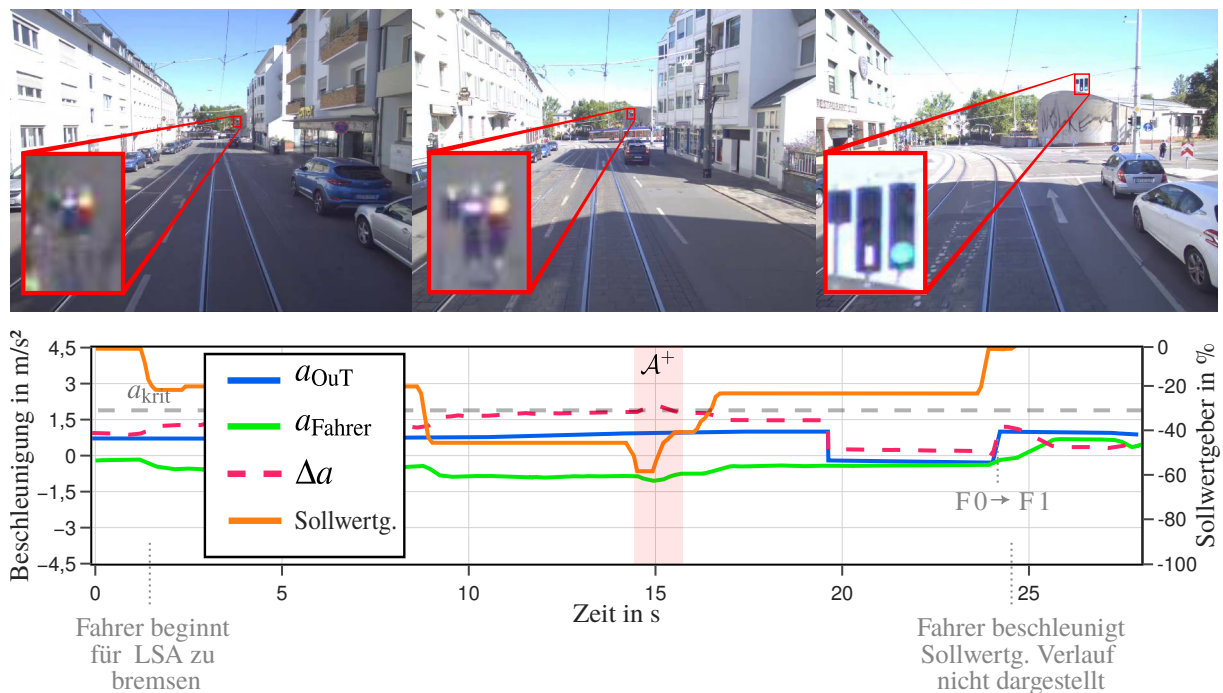 RESTAURANT
Beschleunigung in m/s²
4,5
3
1.5
0
−1,5
−3
−4,5
a_krit
a_OuT
a_Fahrer
Δa
Sollwertg.
𝒜⁺
F0→F1
0
-20
-40
-60
-80
-100
Sollwertgeber in %
0 5 10 15 20 25
Zeit in s
Fahrer beginnt
für LSA zu
bremsen
Fahrer beschleunigt
Sollwertg. Verlauf
nicht dargestellt